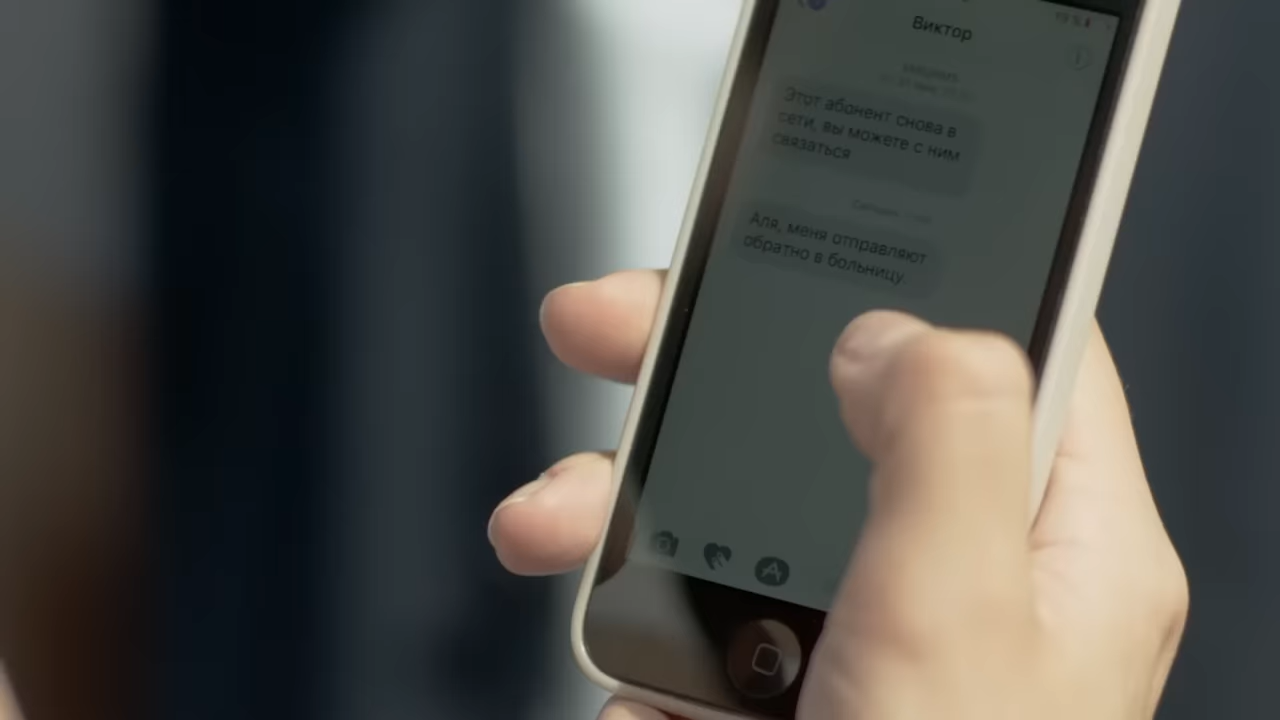 Виктор
Этот абонент снова в
сети, вы можете с ним
связаться
Аля, меня отправляют
обратно в больницу.